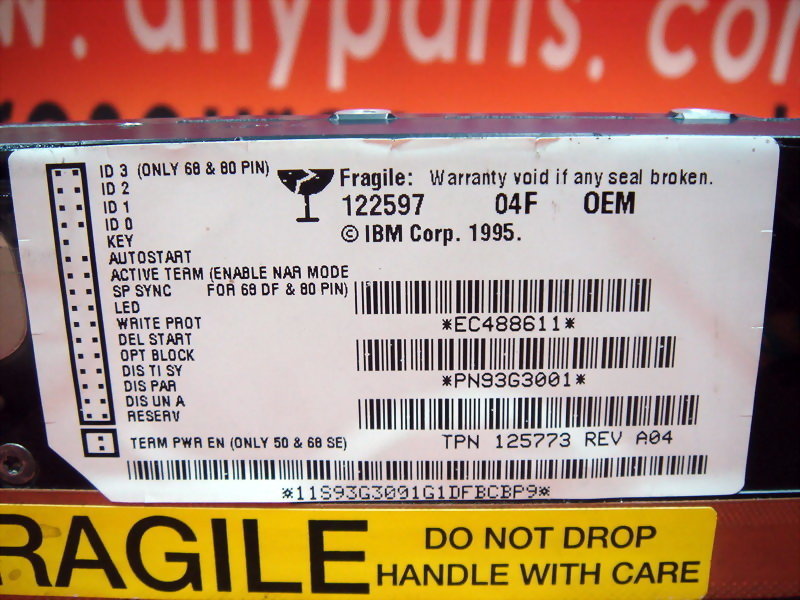 www.anyparts.com
ID 3 (ONLY 68 & 80 PIN)
ID 2
ID 1
ID 0
KEY
AUTOSTART
ACTIVE TERM (ENABLE NAR MODE
SP SYNC FOR 68 DF & 80 PIN)
LED
WRITE PROT
DEL START
OPT BLOCK
DIS TI SY
DIS PAR
DIS UN A
RESERV
TERM PWR EN (ONLY 50 & 68 SE)
Fragile: Warranty void if any seal broken.
122597 04F OEM
© IBM Corp. 1995.
*EC488611*
*PN93G3001*
TPN 125773 REV A04
*11S93G3091G1DFBCBP9*
RAGILE
DO NOT DROP
HANDLE WITH CARE